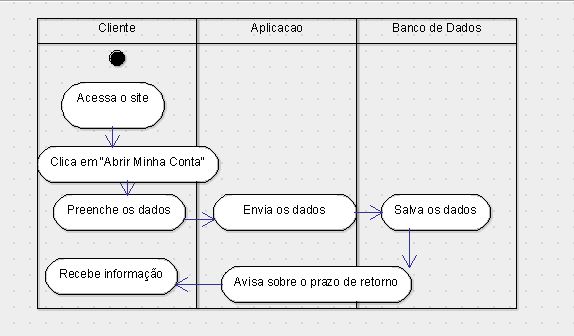 Cliente
Aplicacao
Banco de Dados
Acessa o site
Clica em "Abrir Minha Conta"
Preenche os dados
Envia os dados
Salva os dados
Recebe informação
Avisa sobre o prazo de retorno